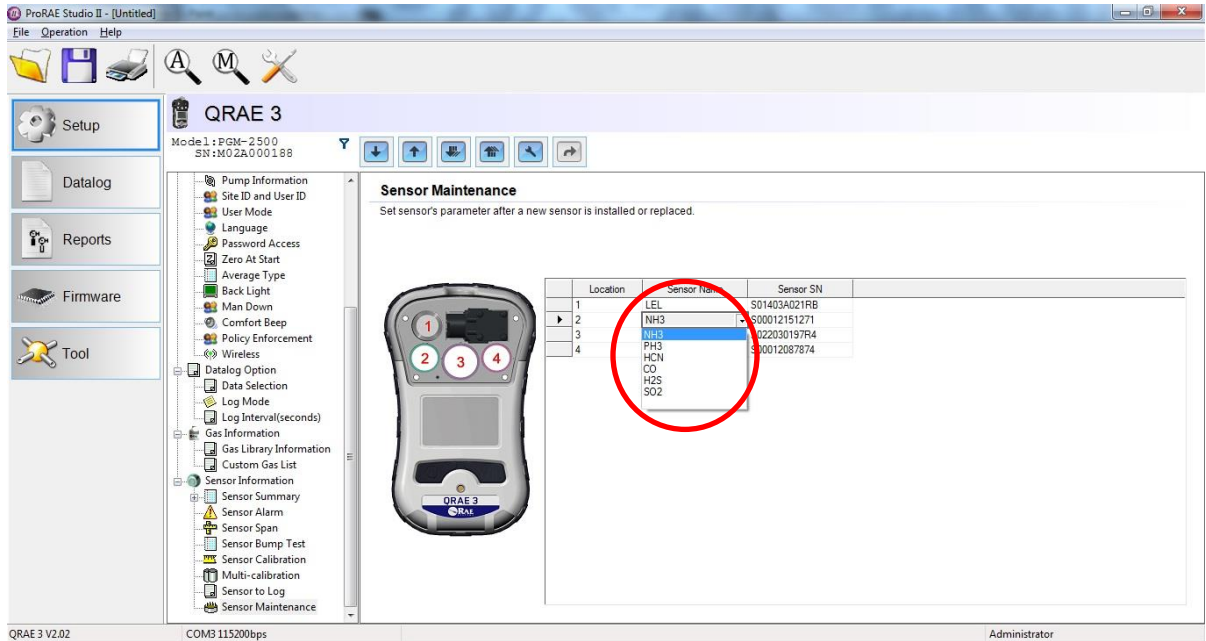 ProRAE Studio II - [Untitled]
File Operation Help
A M
Setup
Datalog
Reports
Firmware
Tool
QRAE 3
Model:PGM-2500
SN:M02A000188
Pump Information
Site ID and User ID
User Mode
Language
Password Access
Zero At Start
Average Type
Back Light
Man Down
Comfort Beep
Policy Enforcement
Wireless
Datalog Option
Data Selection
Log Mode
Log Interval(seconds)
Gas Information
Gas Library Information
Custom Gas List
Sensor Information
Sensor Summary
Sensor Alarm
Sensor Span
Sensor Bump Test
Sensor Calibration
Multi-calibration
Sensor to Log
Sensor Maintenance
Sensor Maintenance
Set sensor's parameter after a new sensor is installed or replaced.
1
2 3 4
QRAE 3
RAE
Location Sensor Name Sensor SN
1 LEL S01403A021RB
2 NH3 S00012151271
3 NH3
4 PH3
HCN
CO
H2S
SO2
QRAE 3 V2.02 COM3 115200bps Administrator